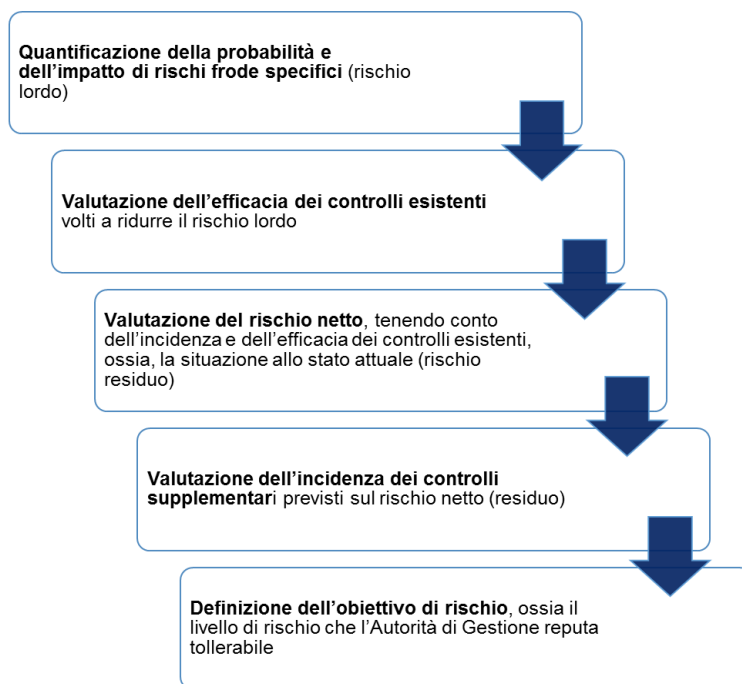 Quantificazione della probabilità e
dell’impatto di rischi frode specifici (rischio
lordo)
Valutazione dell’efficacia dei controlli esistenti
volti a ridurre il rischio lordo
Valutazione del rischio netto, tenendo conto
dell’incidenza e dell’efficacia dei controlli esistenti,
ossia, la situazione allo stato attuale (rischio
residuo)
Valutazione dell’incidenza dei controlli
supplementari previsti sul rischio netto (residuo)
Definizione dell’obiettivo di rischio, ossia il
livello di rischio che l’Autorità di Gestione reputa
tollerabile